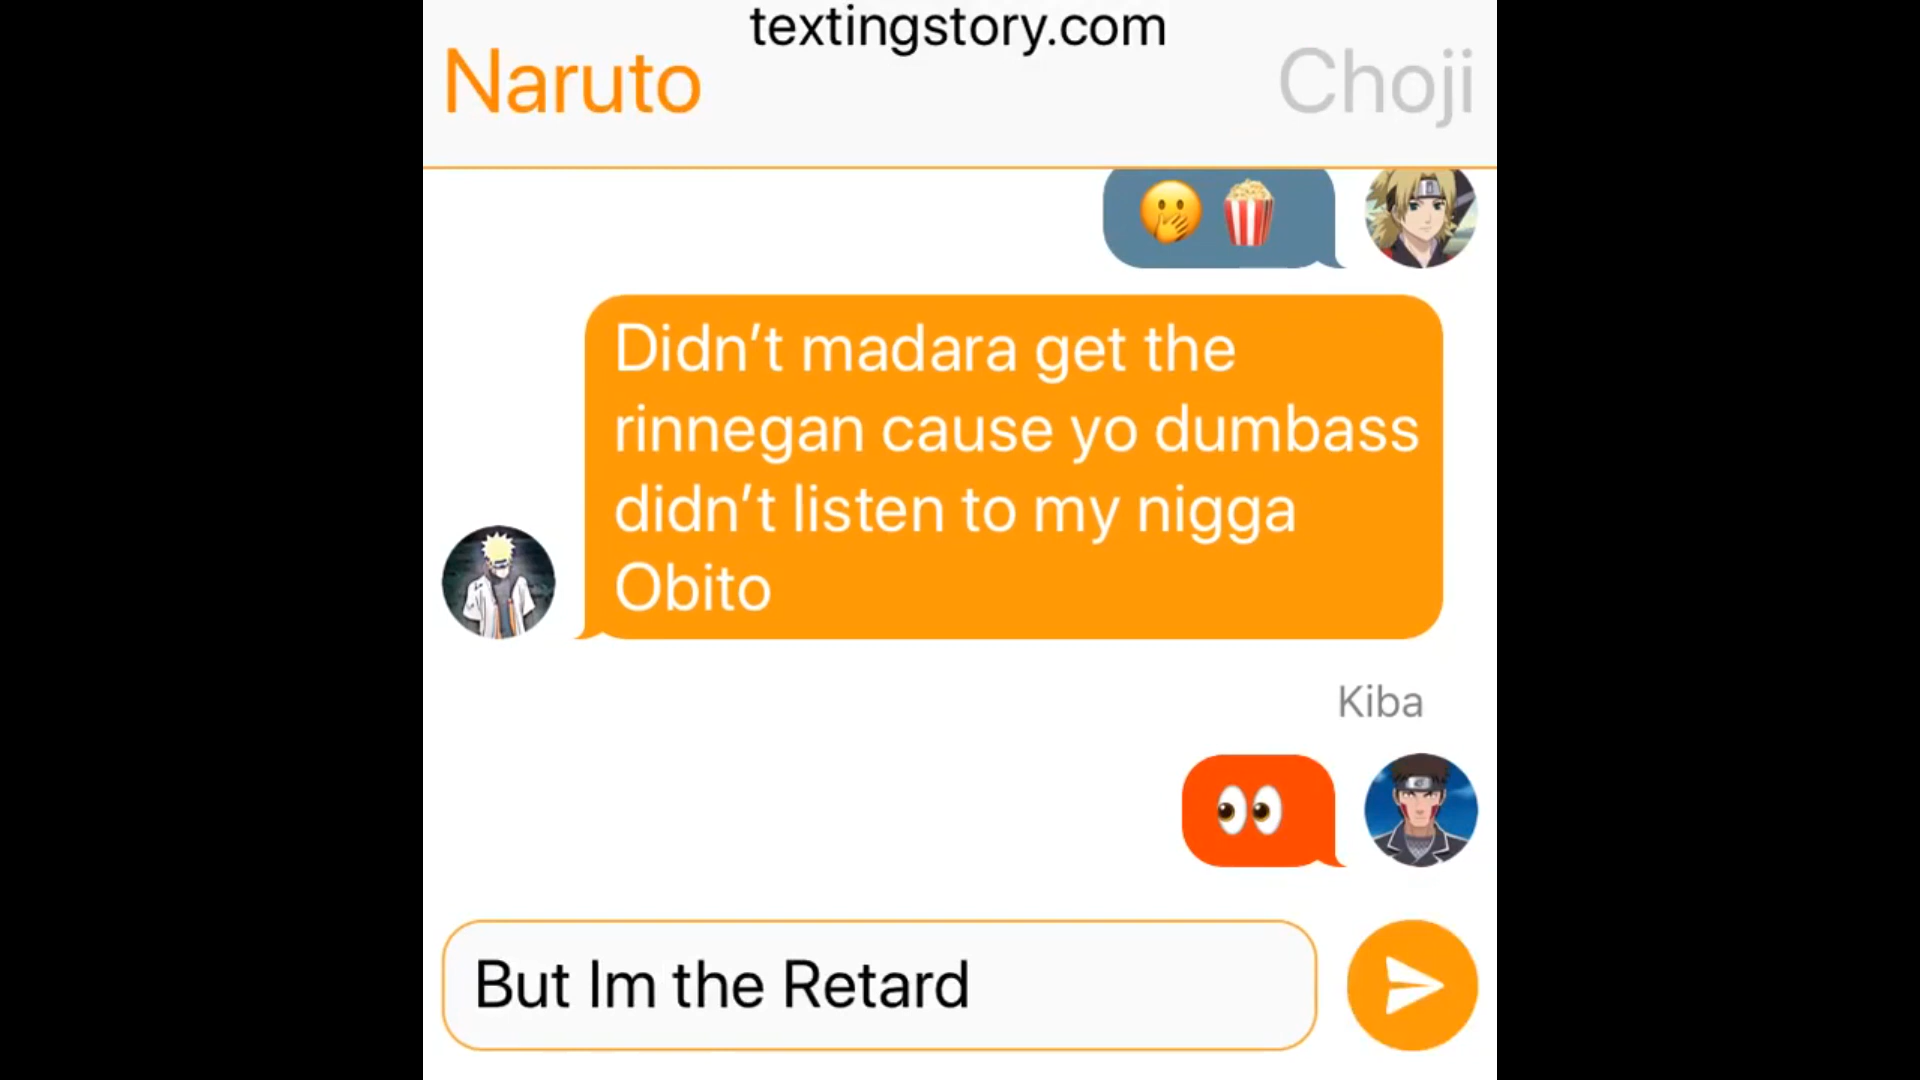 textingstory.com
Naruto
Choji
Didn’t madara get the
rinnegan cause yo dumbass
didn’t listen to my nigga
Obito
Kiba
But Im the Retard